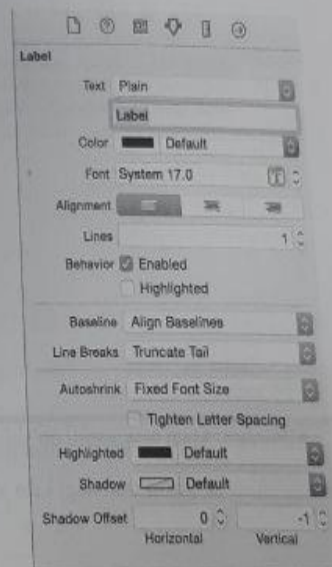 Label
Text Plain
Label
Color Default
Font System 17.0 T
Alignment
Lines 1
Behavior Enabled
Highlighted
Baseline Align Baselines
Line Breaks Truncate Tail
Autoshrink Fixed Font Size
Tighten Letter Spacing
Highlighted Default
Shadow Default
Shadow Offset 0 -1
Horizontal Vertical